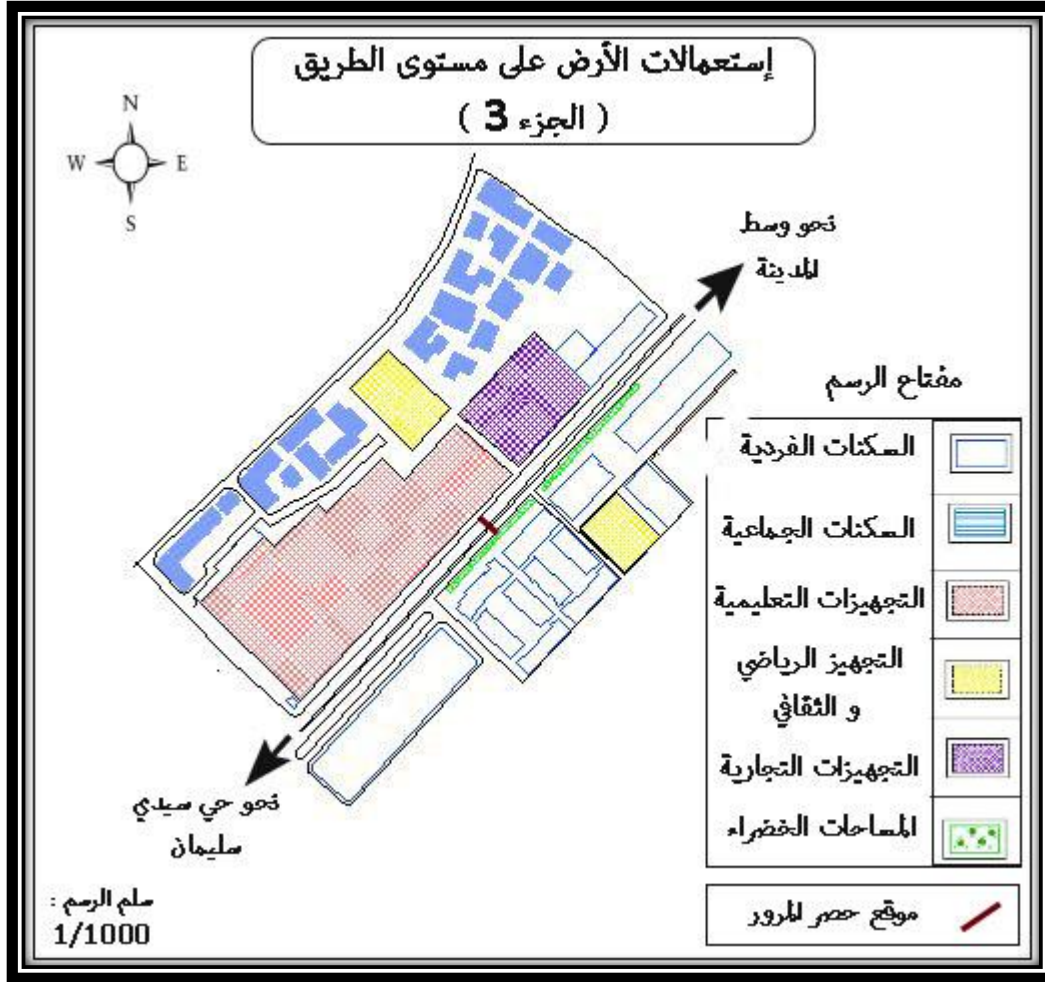 إستعمالات الأرض على مستوى الطريق
( الجزء 3 )
N
W
E
S
نحو وسط
المدينة
مفتاح الرسم
السكنات الفردية
السكنات الجماعية
التجهيزات التعليمية
التجهيز الرياضي
و الثقافي
التجهيزات التجارية
المساحات الخضراء
موقع حصر المرور
نحو حي سيدي
سليمان
سلم الرسم :
1/1000